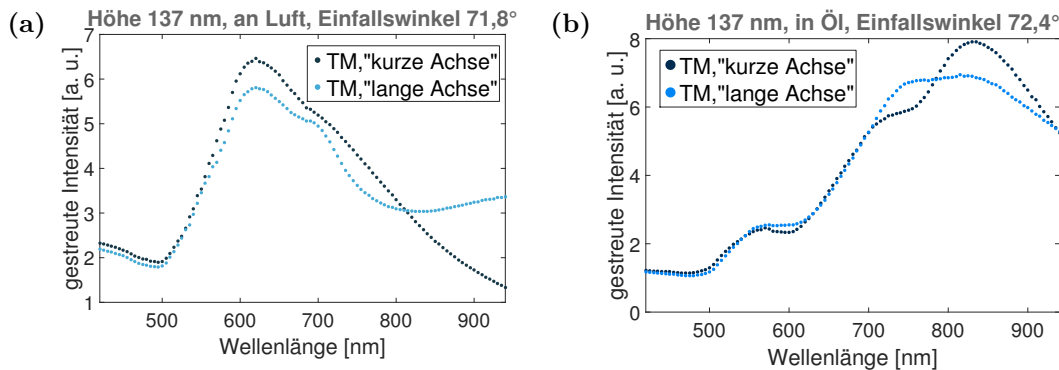 (a)
Höhe 137 nm, an Luft, Einfallswinkel 71,8°
gestreute Intensität [a. u.]
7
6
5
4
3
2
1
TM,"kurze Achse"
TM,"lange Achse"
500 600 700 800 900
Wellenlänge [nm]
(b)
Höhe 137 nm, in Öl, Einfallswinkel 72,4°
gestreute Intensität [a. u.]
8
6
4
2
0
TM,"kurze Achse"
TM,"lange Achse"
500 600 700 800 900
Wellenlänge [nm]